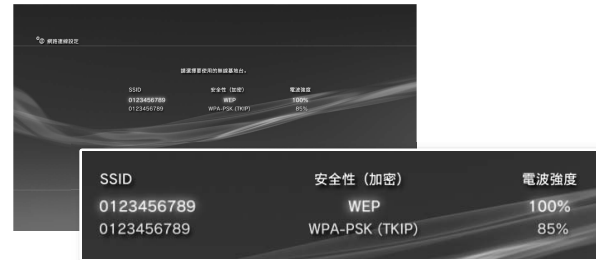 網路連線設定
請選擇要使用的無線基地台。
SSID 安全性（加密） 電波強度
0123456789 WEP 100%
0123456789 WPA-PSK (TKIP) 85%
SSID 安全性（加密） 電波強度
0123456789 WEP 100%
0123456789 WPA-PSK (TKIP) 85%